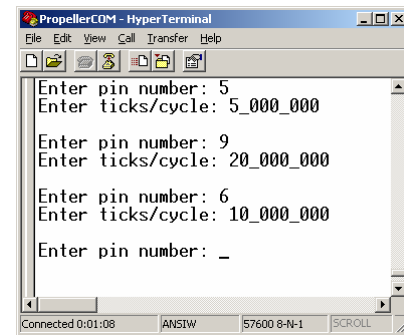 PropellerCOM - HyperTerminal
File Edit View Call Transfer Help
Enter pin number: 5
Enter ticks/cycle: 5_000_000
Enter pin number: 9
Enter ticks/cycle: 20_000_000
Enter pin number: 6
Enter ticks/cycle: 10_000_000
Enter pin number: _
Connected 0:01:08 ANSIW 57600 8-N-1 SCROLL